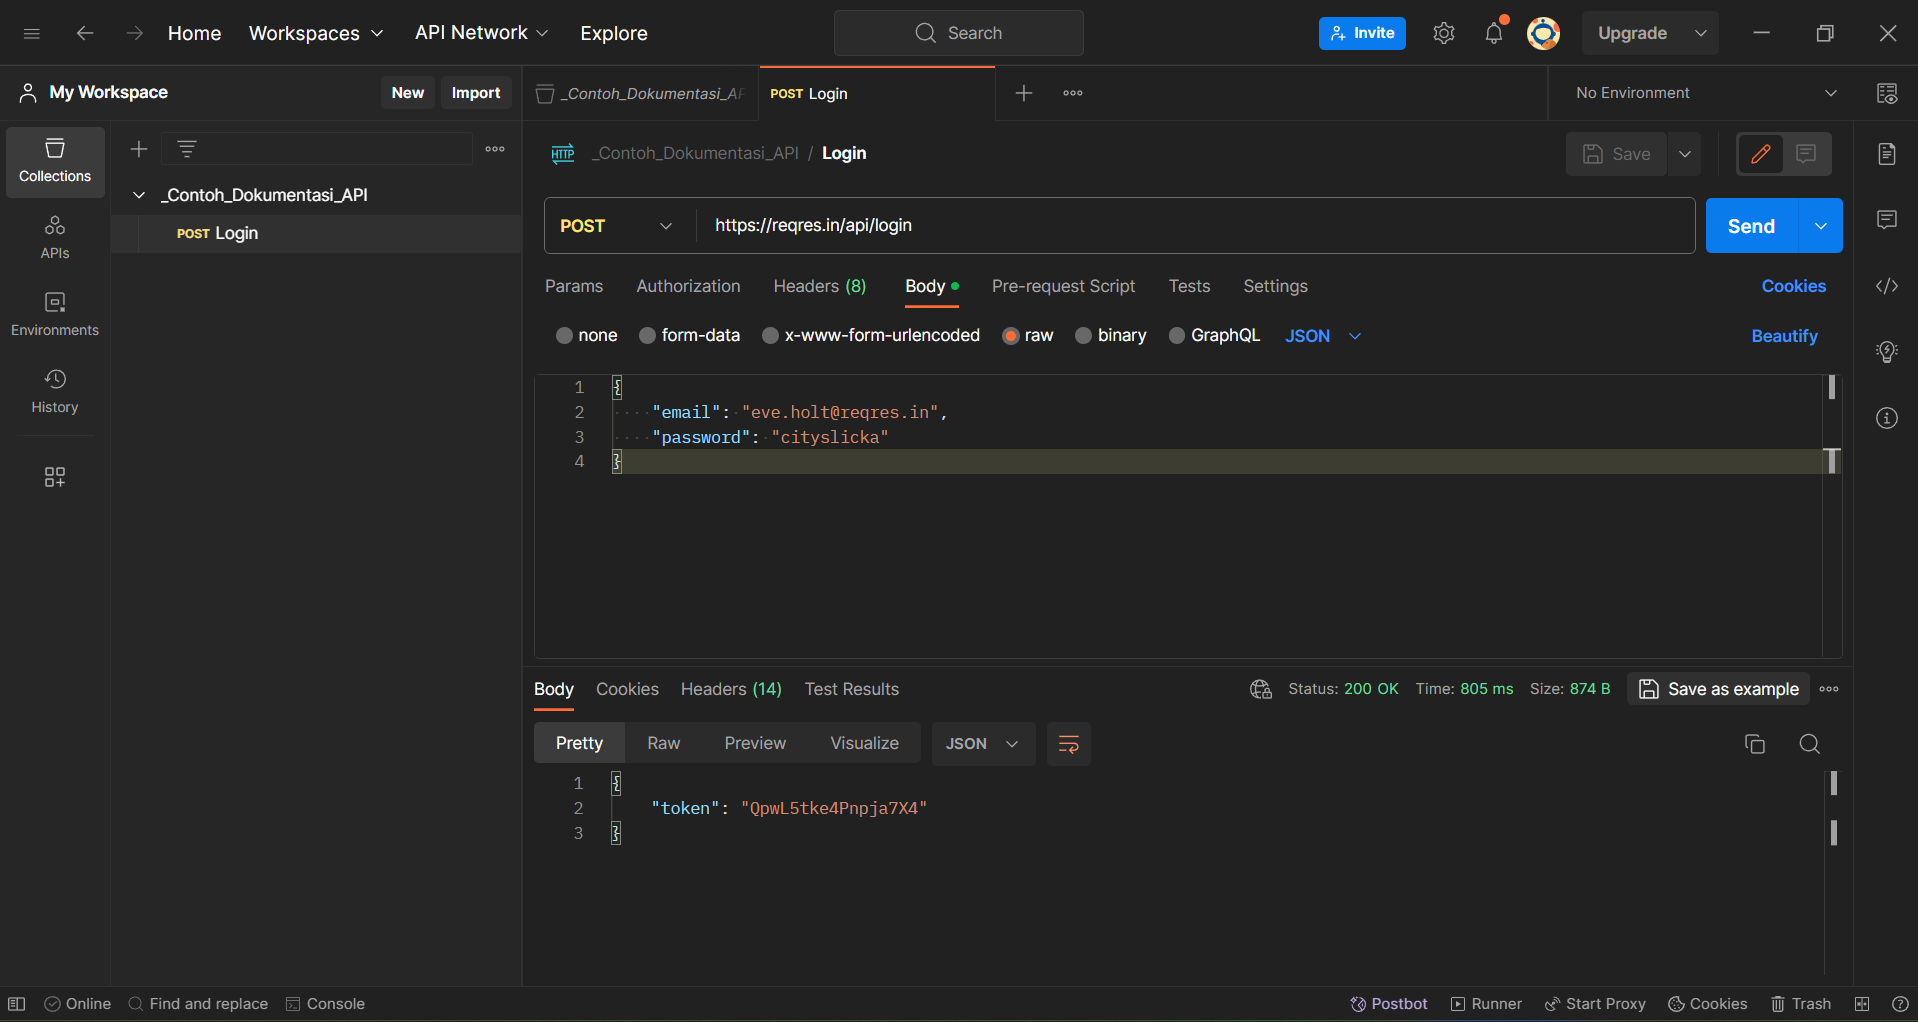 Home Workspaces API Network Explore Search Invite Upgrade
My Workspace New Import _Contoh_Dokumentasi_AP POST Login No Environment
Collections
APIs
Environments
History
_Contoh_Dokumentasi_API
POST Login
HTTP _Contoh_Dokumentasi_API / Login Save
POST https://reqres.in/api/login Send
Params Authorization Headers (8) Body Pre-request Script Tests Settings Cookies
none form-data x-www-form-urlencoded raw binary GraphQL JSON Beautify
1 {
2 "email": "eve.holt@reqres.in",
3 "password": "cityslicka"
4 }
Body Cookies Headers (14) Test Results Status: 200 OK Time: 805 ms Size: 874 B Save as example
Pretty Raw Preview Visualize JSON
1 {
2 "token": "QpwL5tke4Pnpja7X4"
3 }
Online Find and replace Console Postbot Runner Start Proxy Cookies Trash